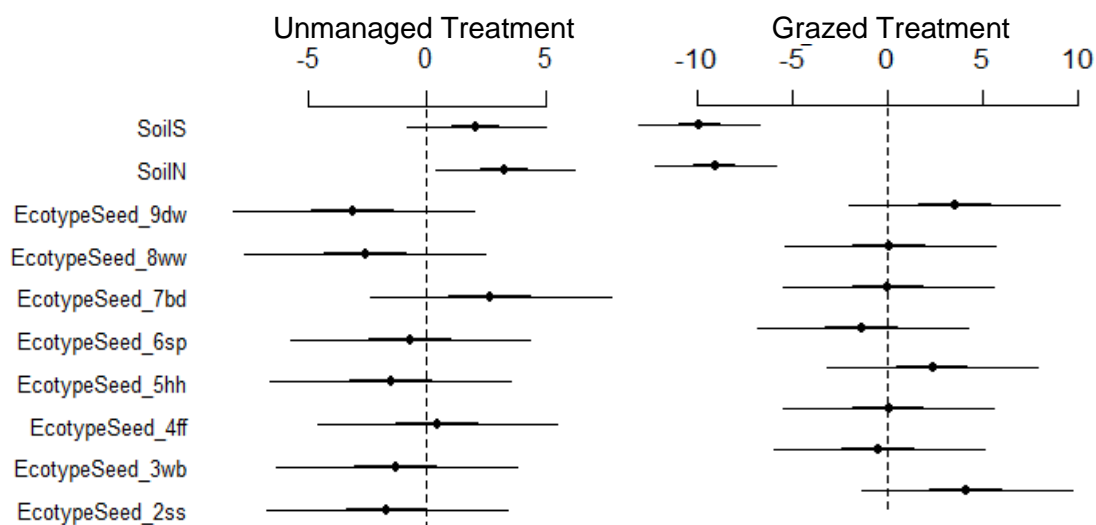 Unmanaged Treatment Grazed Treatment
-5 0 5 -10 -5 0 5 10
SoilS
SoilN
EcotypeSeed_9dw
EcotypeSeed_8ww
EcotypeSeed_7bd
EcotypeSeed_6sp
EcotypeSeed_5hh
EcotypeSeed_4ff
EcotypeSeed_3wb
EcotypeSeed_2ss